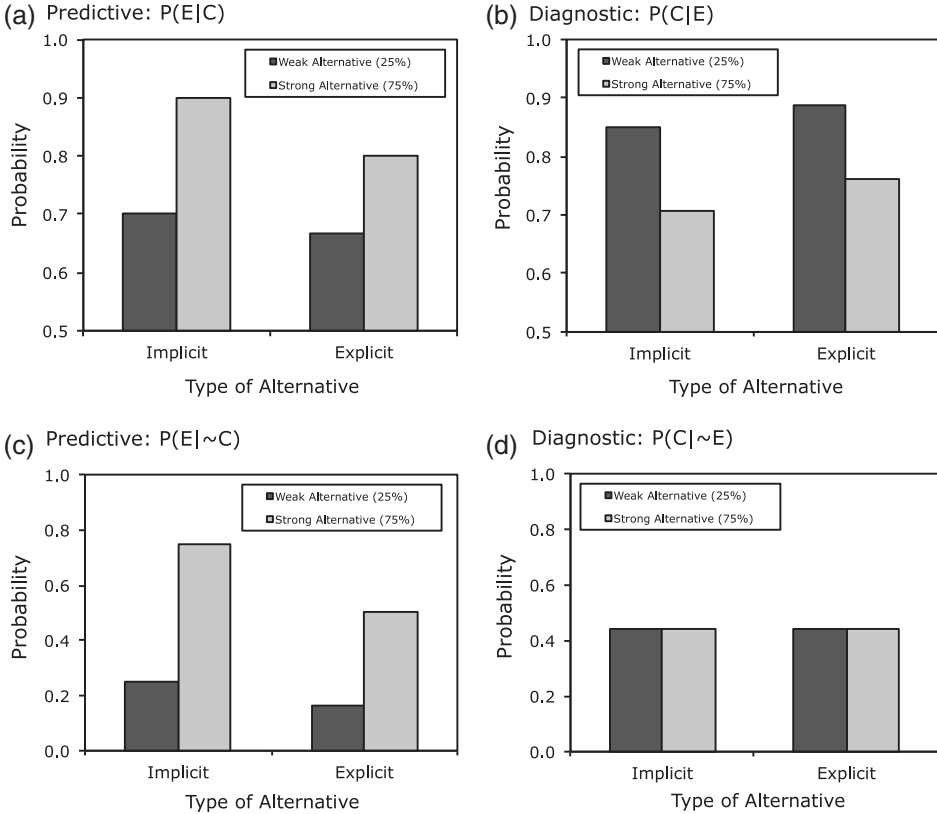 (a) Predictive: P(E|C)
1.0
0.9
0.8
0.7
0.6
0.5
Probability
Weak Alternative (25%)
Strong Alternative (75%)
Implicit
Explicit
Type of Alternative
(b) Diagnostic: P(C|E)
1.0
0.9
0.8
0.7
0.6
0.5
Probability
Weak Alternative (25%)
Strong Alternative (75%)
Implicit
Explicit
Type of Alternative
(c) Predictive: P(E|~C)
1.0
0.8
0.6
0.4
0.2
0.0
Probability
Weak Alternative (25%)
Strong Alternative (75%)
Implicit
Explicit
Type of Alternative
(d) Diagnostic: P(C|~E)
1.0
0.8
0.6
0.4
0.2
0.0
Probability
Weak Alternative (25%)
Strong Alternative (75%)
Implicit
Explicit
Type of Alternative